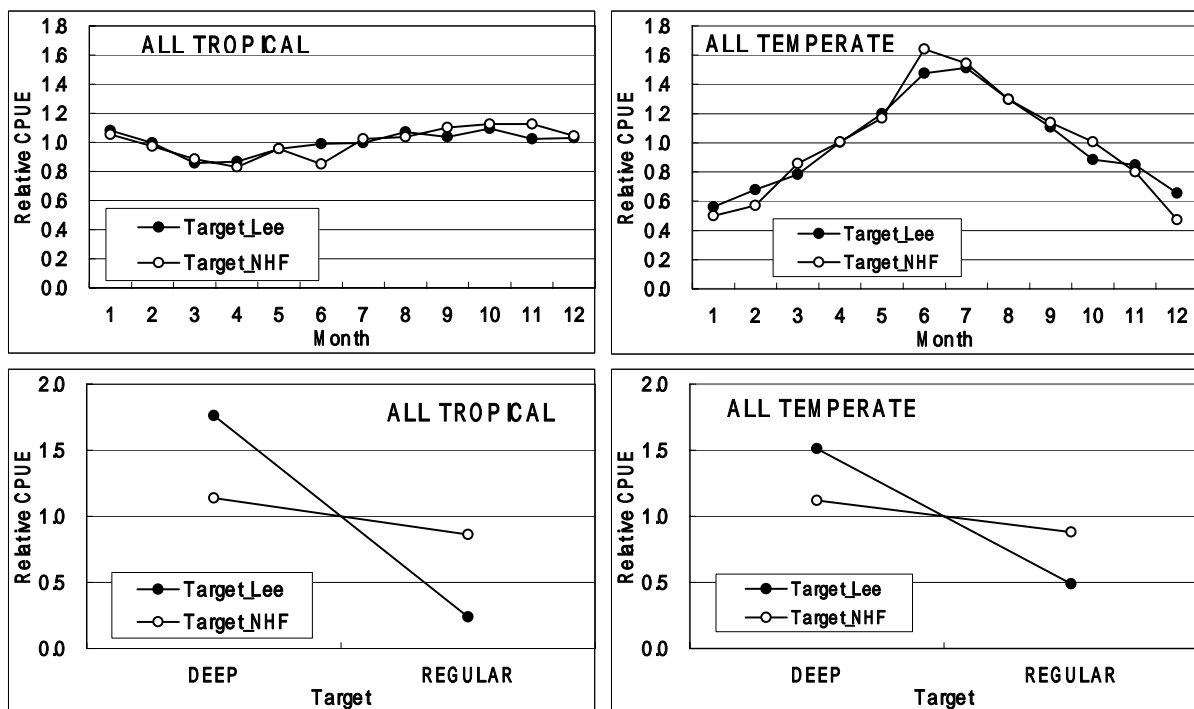 ALL TROPICAL
Relative CPUE
1.8
1.6
1.4
1.2
1.0
0.8
0.6
0.4
0.2
0.0
Target_Lee
Target_NHF
1 2 3 4 5 6 7 8 9 10 11 12
Month
ALL TEMPERATE
Relative CPUE
1.8
1.6
1.4
1.2
1.0
0.8
0.6
0.4
0.2
0.0
Target_Lee
Target_NHF
1 2 3 4 5 6 7 8 9 10 11 12
Month
ALL TROPICAL
Relative CPUE
2.0
1.5
1.0
0.5
0.0
Target_Lee
Target_NHF
DEEP REGULAR
Target
ALL TEMPERATE
Relative CPUE
2.0
1.5
1.0
0.5
0.0
Target_Lee
Target_NHF
DEEP REGULAR
Target